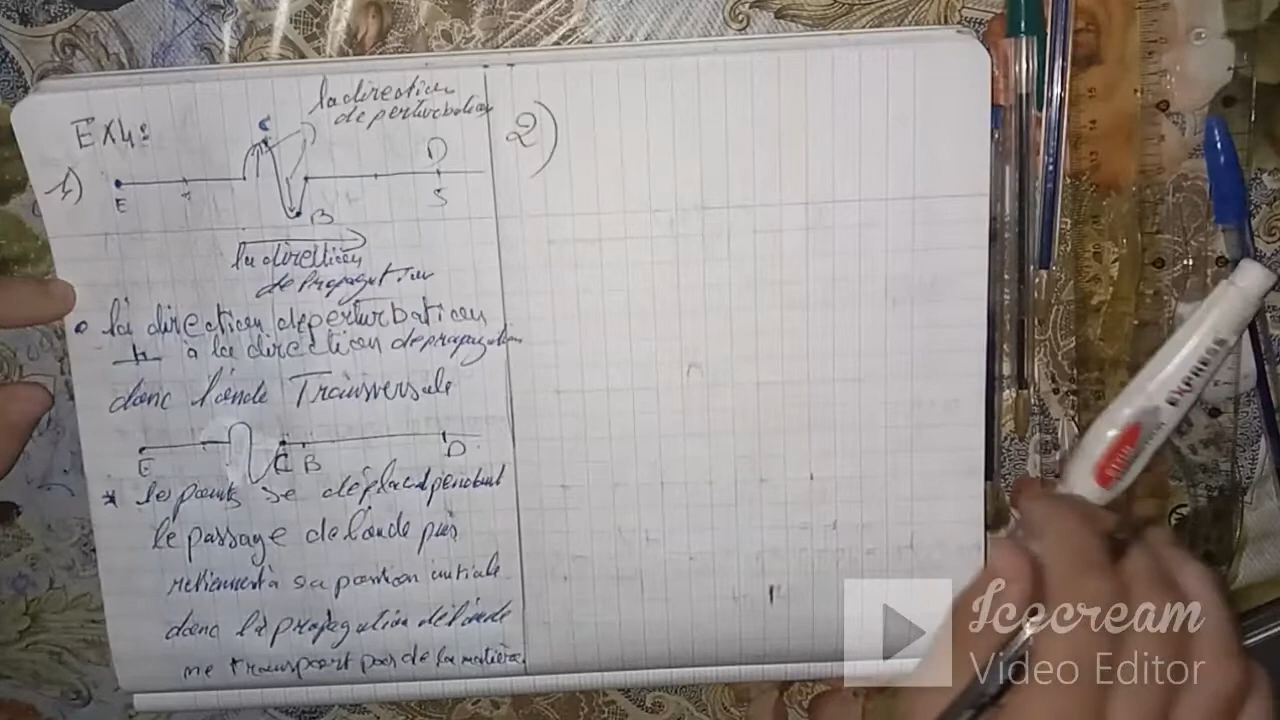 EX4:
la direction
de perturbation
1)
C
E
A
B
D
S
la direction
de Propagation
• la direction de perturbation
⊥ à la direction de propagation
donc l'onde Transversale
E
C B
D
* les points se déplacent pendant
le passage de l'onde puis
reviennent à sa position initiale
donc la propagation de l'onde
ne transport pas de la matière.
2)
EXPRESS
Icecream
Video Editor